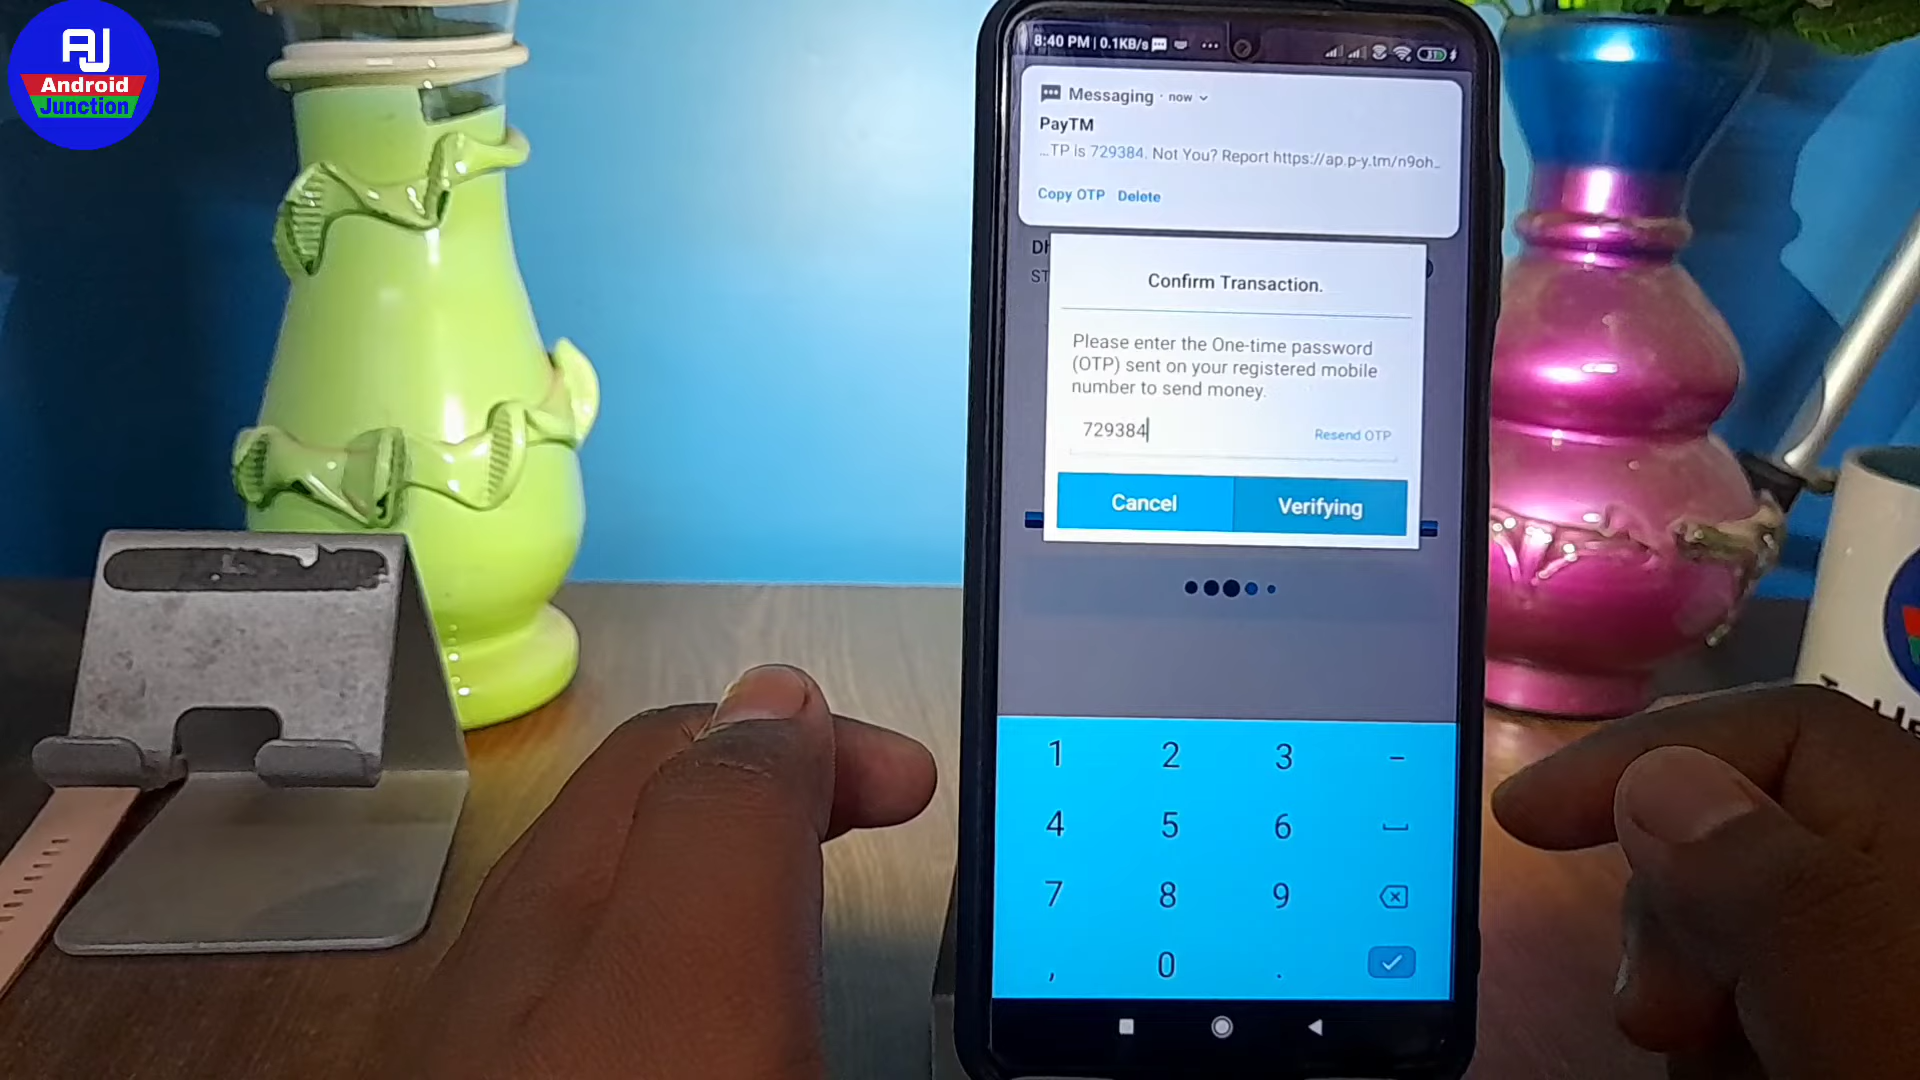 AJ
Android
Junction
8:40 PM | 0.1KB/s
Messaging · now
PayTM
...TP is 729384. Not You? Report https://ap.p-y.tm/n9oh...
Copy OTP Delete
Confirm Transaction.
Please enter the One-time password
(OTP) sent on your registered mobile
number to send money.
729384
Resend OTP
Cancel Verifying
1 2 3 –
4 5 6
7 8 9
, 0 .